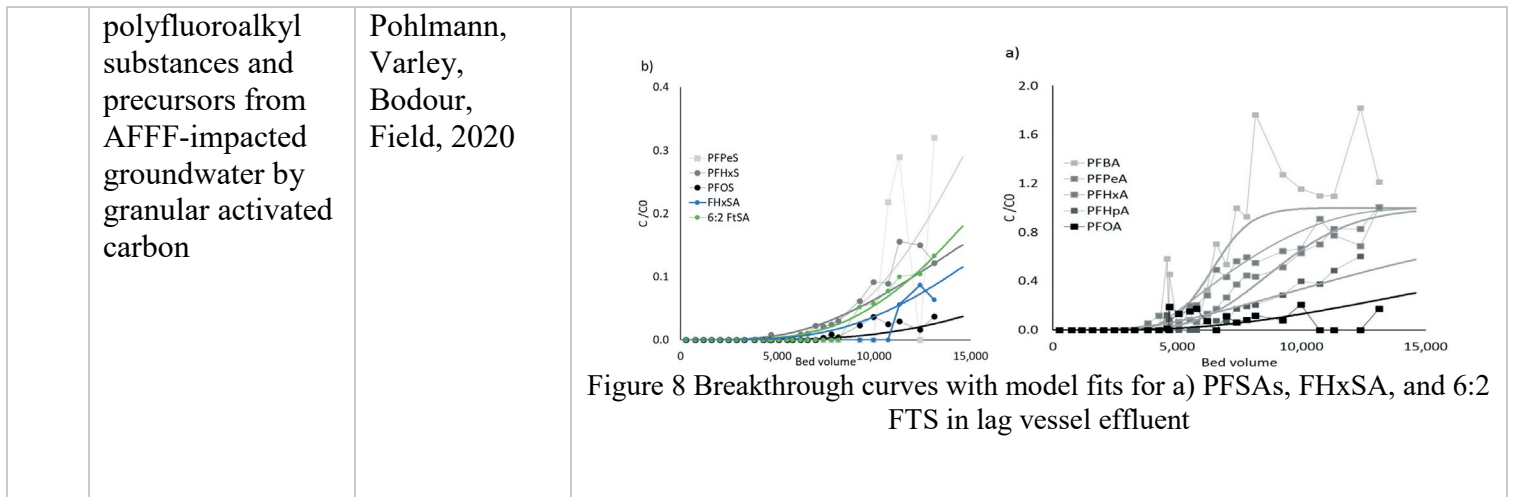 polyfluoroalkyl
substances and
precursors from
AFFF-impacted
groundwater by
granular activated
carbon
Pohlmann,
Varley,
Bodour,
Field, 2020
b)
0.4
0.3
0.2
0.1
0.0
C /C0
PFPeS
PFHxS
PFOS
FHxSA
6:2 FtSA
0
5,000
10,000
15,000
Bed volume
a)
2.0
1.6
1.2
0.8
0.4
0.0
C /C0
PFBA
PFPeA
PFHxA
PFHpA
PFOA
0
5,000
10,000
15,000
Bed volume
Figure 8 Breakthrough curves with model fits for a) PFSAs, FHxSA, and 6:2
FTS in lag vessel effluent